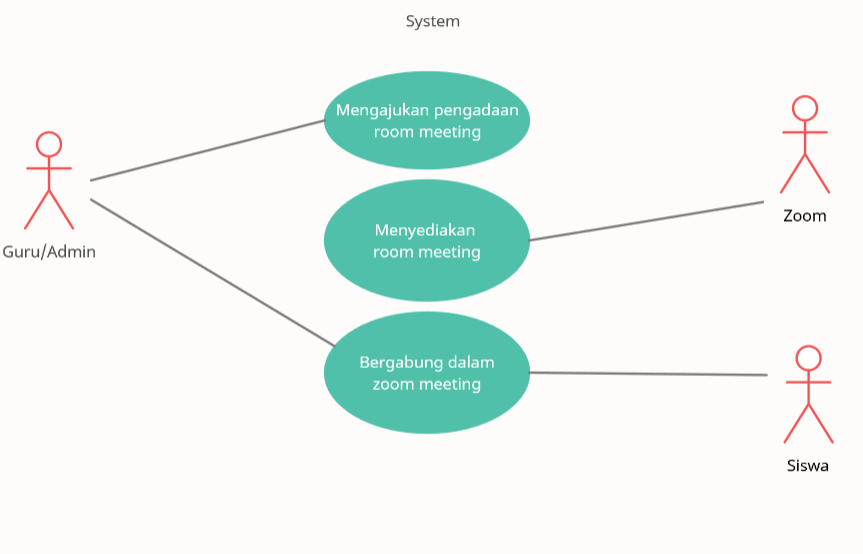 System
Mengajukan pengadaan
room meeting
Guru/Admin
Menyediakan
room meeting
Zoom
Bergabung dalam
zoom meeting
Siswa